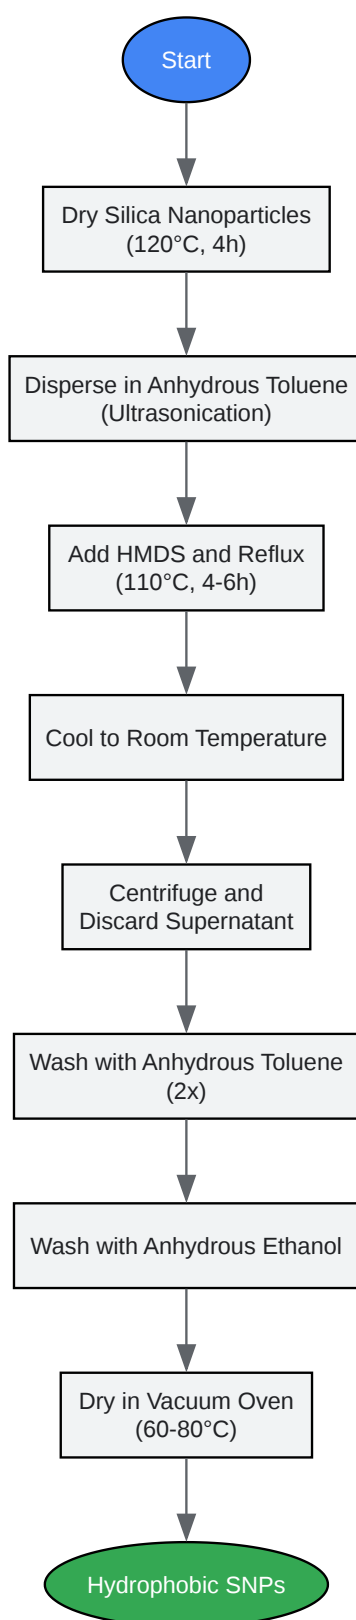 Start
Dry Silica Nanoparticles
(120°C, 4h)
Disperse in Anhydrous Toluene
(Ultrasonication)
Add HMDS and Reflux
(110°C, 4-6h)
Cool to Room Temperature
Centrifuge and
Discard Supernatant
Wash with Anhydrous Toluene
(2x)
Wash with Anhydrous Ethanol
Dry in Vacuum Oven
(60-80°C)
Hydrophobic SNPs